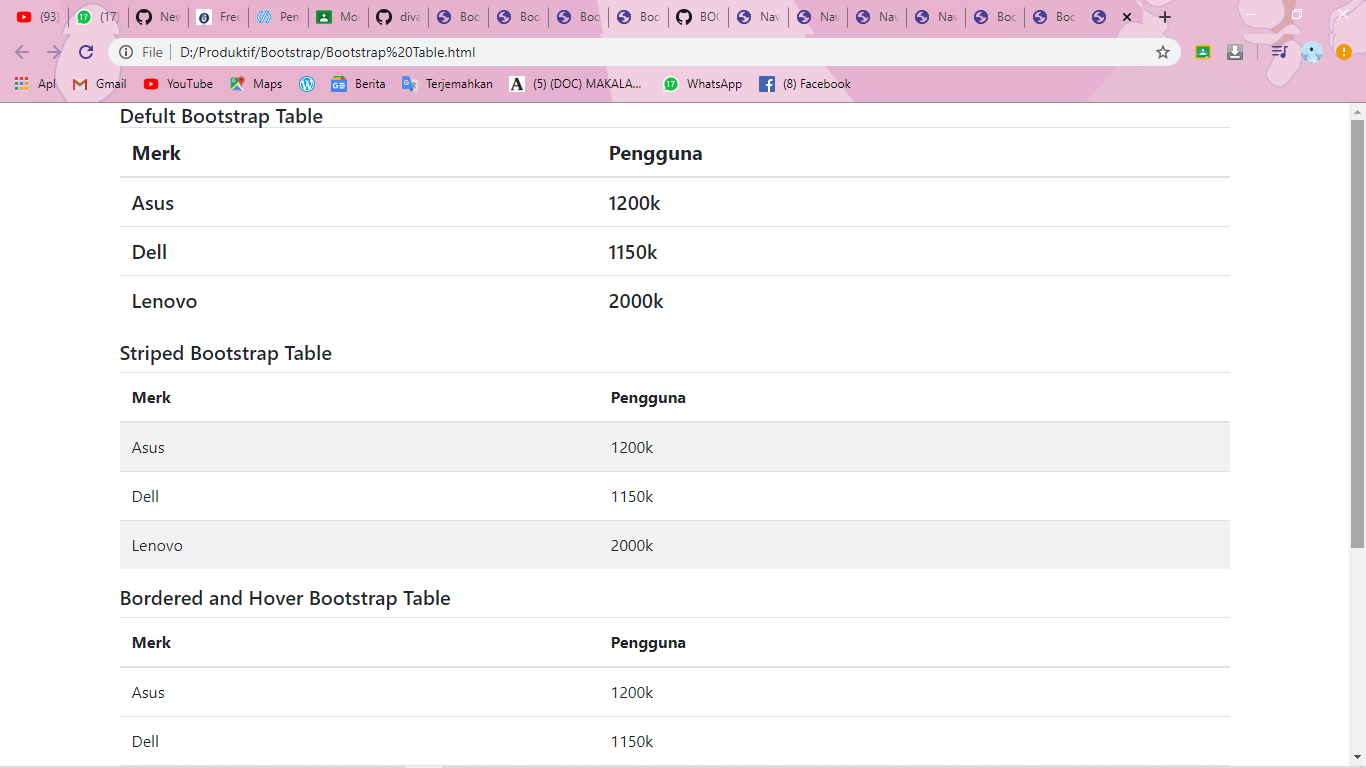 (93) (17) Nev Free Pen Mo diva Boo Boo Boo Boo BOO Nav Nav Nav Nav Boo Boo
File D:/Produktif/Bootstrap/Bootstrap%20Table.html
Apl Gmail YouTube Maps Berita Terjemahkan (5) (DOC) MAKALA... WhatsApp (8) Facebook
Defult Bootstrap Table
Merk Pengguna
Asus 1200k
Dell 1150k
Lenovo 2000k
Striped Bootstrap Table
Merk Pengguna
Asus 1200k
Dell 1150k
Lenovo 2000k
Bordered and Hover Bootstrap Table
Merk Pengguna
Asus 1200k
Dell 1150k